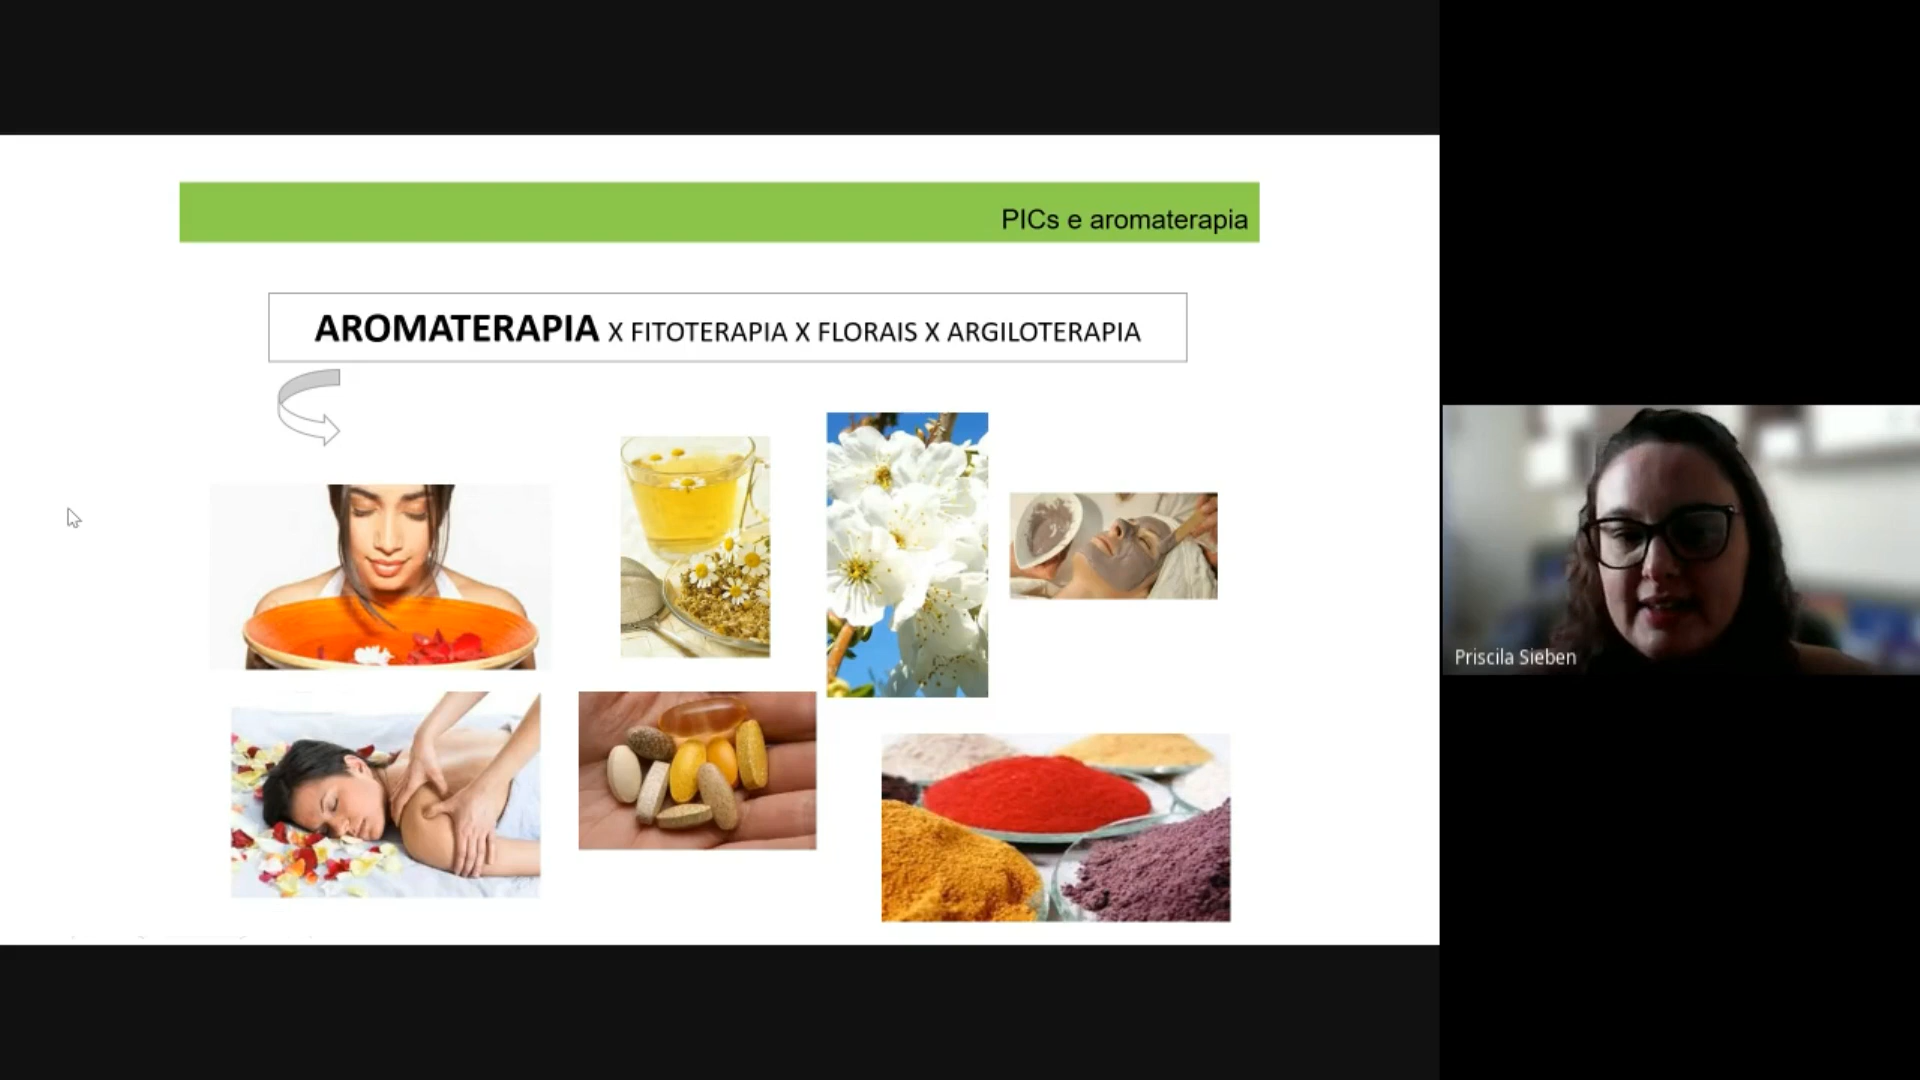 PICs e aromaterapia
AROMATERAPIA X FITOTERAPIA X FLORAIS X ARGILOTERAPIA
Priscila Sieben